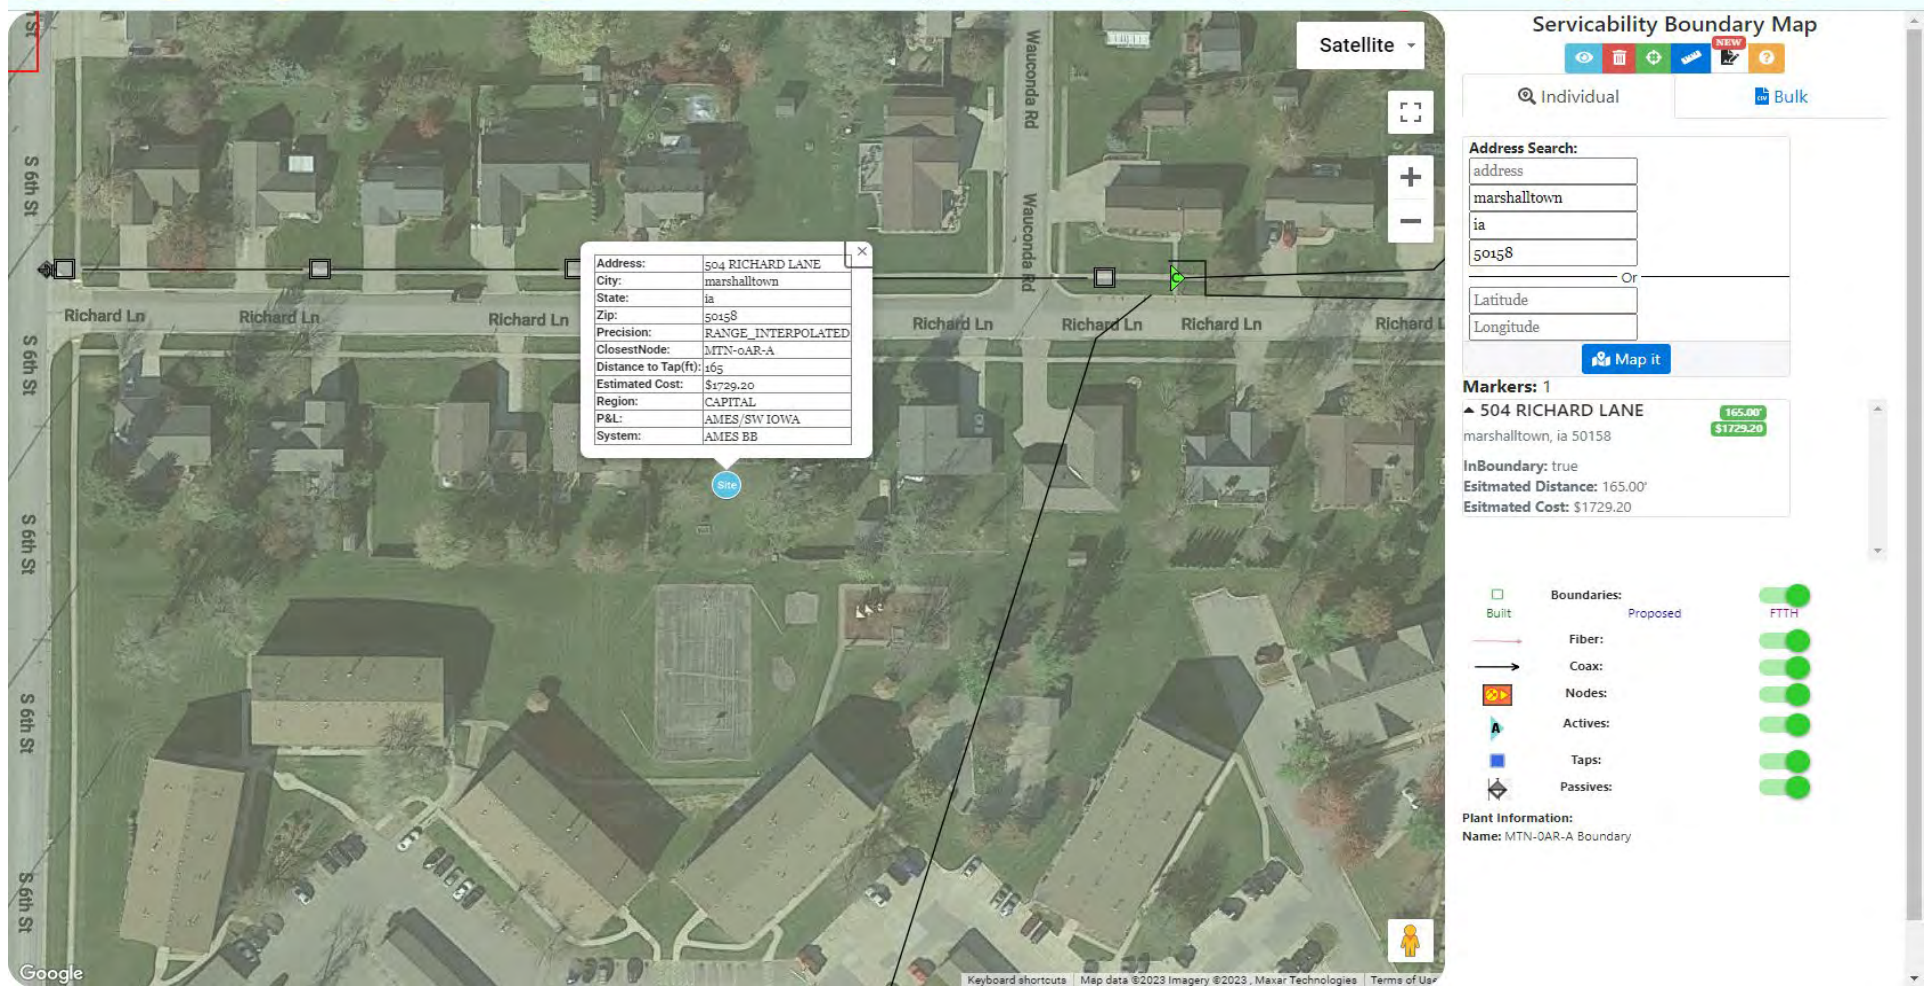 Satellite
S 6th St
S 6th St
S 6th St
S 6th St
S 6th St
S 6th St
Wauconda Rd
Wauconda Rd
Richard Ln
Richard Ln
Richard Ln
Richard Ln
Richard Ln
Richard Ln
Richard L
Address: 504 RICHARD LANE
City: marshalltown
State: ia
Zip: 50158
Precision: RANGE_INTERPOLATED
ClosestNode: MTN-0AR-A
Distance to Tap(ft): 165
Estimated Cost: $1729.20
Region: CAPITAL
P&L: AMES/SW IOWA
System: AMES BB
Site
C
Google
Keyboard shortcuts
Map data ©2023 Imagery ©2023 , Maxar Technologies
Terms of Use
Servicability Boundary Map
NEW
Individual
Bulk
Address Search:
address
marshalltown
ia
50158
Or
Latitude
Longitude
Map it
Markers: 1
504 RICHARD LANE
165.00'
marshalltown, ia 50158
$1729.20
InBoundary: true
Esitmated Distance: 165.00'
Esitmated Cost: $1729.20
Boundaries:
Built Proposed FTTH
Fiber:
Coax:
Nodes:
A Actives:
Taps:
Passives:
Plant Information:
Name: MTN-0AR-A Boundary